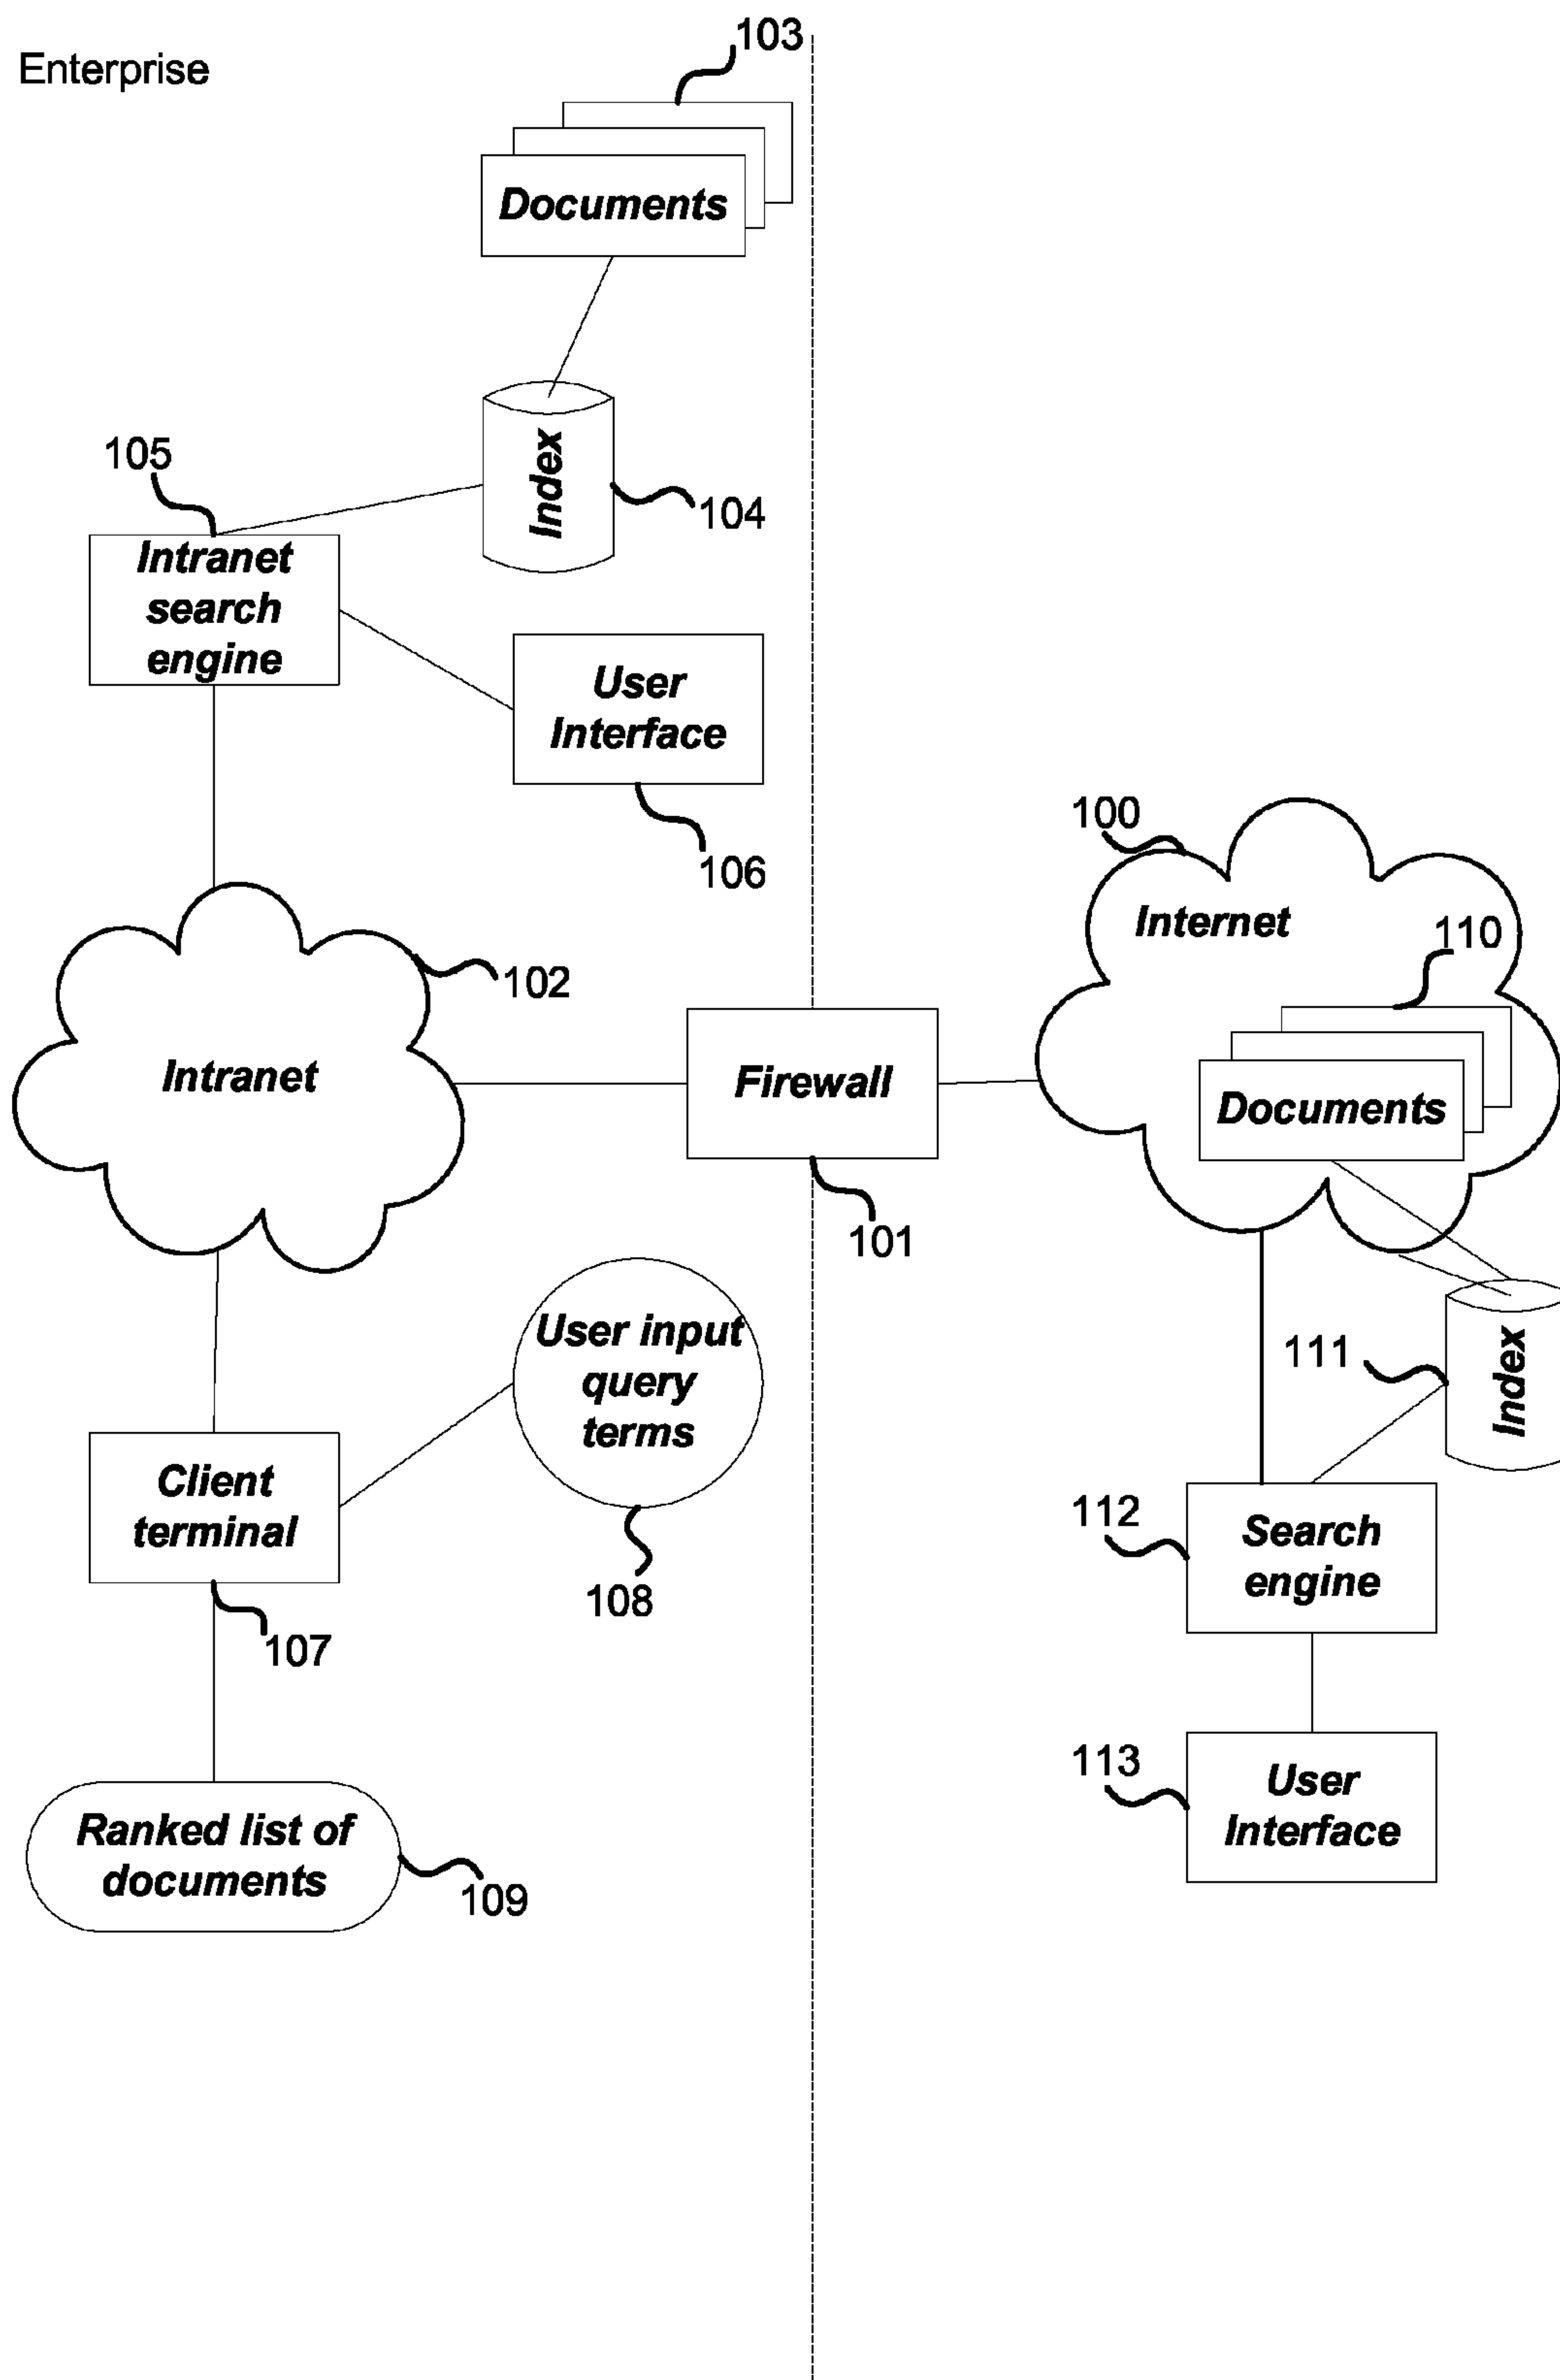 103
Enterprise
Documents
105
Index
104
Intranet
search
engine
User
Interface
106
100
Internet
110
102
Intranet
Firewall
Documents
101
User input
query
terms
111
Index
Client
terminal
112
Search
engine
108
107
113
User
Interface
Ranked list of
documents
109